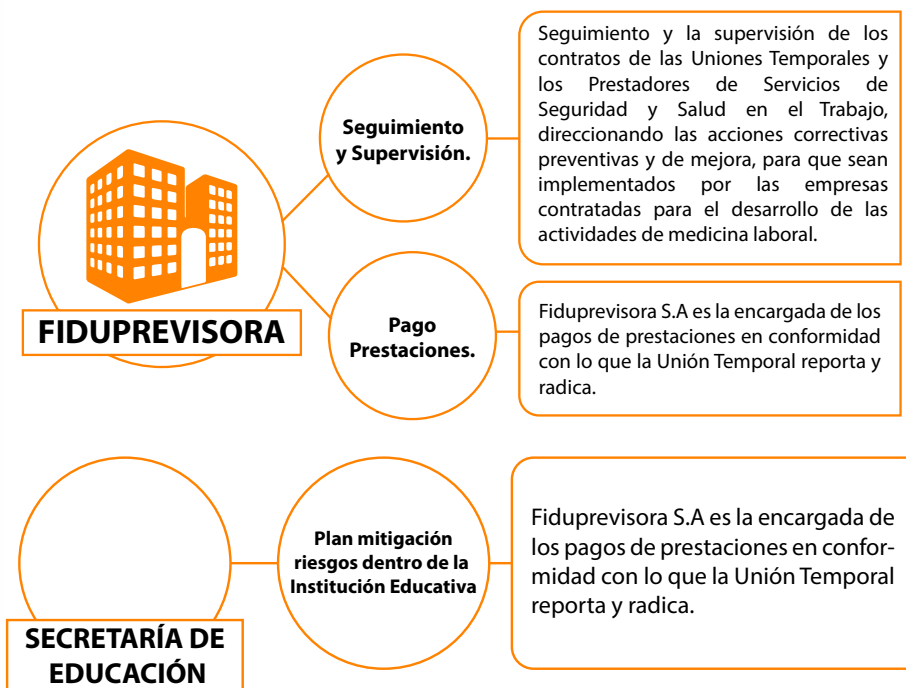 Seguimiento
y Supervisión.
Seguimiento y la supervisión de los
contratos de las Uniones Temporales y
los Prestadores de Servicios de
Seguridad y Salud en el Trabajo,
direccionando las acciones correctivas
preventivas y de mejora, para que sean
implementados por las empresas
contratadas para el desarrollo de las
actividades de medicina laboral.
FIDUPREVISORA
Pago
Prestaciones.
Fiduprevisora S.A es la encargada de los
pagos de prestaciones en conformidad
con lo que la Unión Temporal reporta y
radica.
SECRETARÍA DE
EDUCACIÓN
Plan mitigación
riesgos dentro de la
Institución Educativa
Fiduprevisora S.A es la encargada de
los pagos de prestaciones en confor-
midad con lo que la Unión Temporal
reporta y radica.